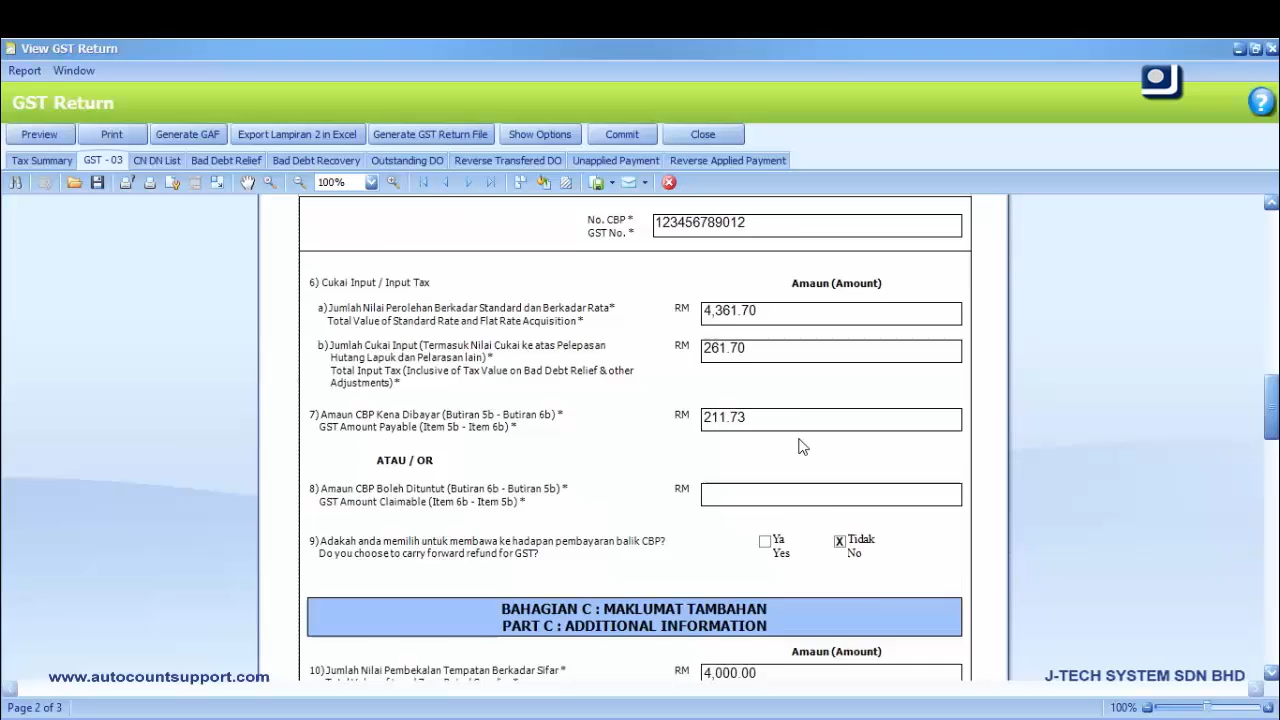 View GST Return
Report Window
GST Return
Preview Print Generate GAF Export Lampiran 2 in Excel Generate GST Return File Show Options Commit Close
Tax Summary GST - 03 CN DN List Bad Debt Relief Bad Debt Recovery Outstanding DO Reverse Transfered DO Unapplied Payment Reverse Applied Payment
100%
No. CBP * 123456789012
GST No. *
6) Cukai Input / Input Tax Amaun (Amount)
a) Jumlah Nilai Perolehan Berkadar Standard dan Berkadar Rata* RM 4,361.70
Total Value of Standard Rate and Flat Rate Acquisition *
b) Jumlah Cukai Input (Termasuk Nilai Cukai ke atas Pelepasan RM 261.70
Hutang Lapuk dan Pelarasan lain) *
Total Input Tax (Inclusive of Tax Value on Bad Debt Relief & other
Adjustments) *
7) Amaun CBP Kena Dibayar (Butiran 5b - Butiran 6b) * RM 211.73
GST Amount Payable (Item 5b - Item 6b) *
ATAU / OR
8) Amaun CBP Boleh Dituntut (Butiran 6b - Butiran 5b) * RM
GST Amount Claimable (Item 6b - Item 5b) *
9) Adakah anda memilih untuk membawa ke hadapan pembayaran balik CBP? Ya X Tidak
Do you choose to carry forward refund for GST? Yes No
BAHAGIAN C : MAKLUMAT TAMBAHAN
PART C : ADDITIONAL INFORMATION
Amaun (Amount)
10) Jumlah Nilai Pembekalan Tempatan Berkadar Sifar * RM 4,000.00
www.autocountsupport.com J-TECH SYSTEM SDN BHD
Page 2 of 3 100%